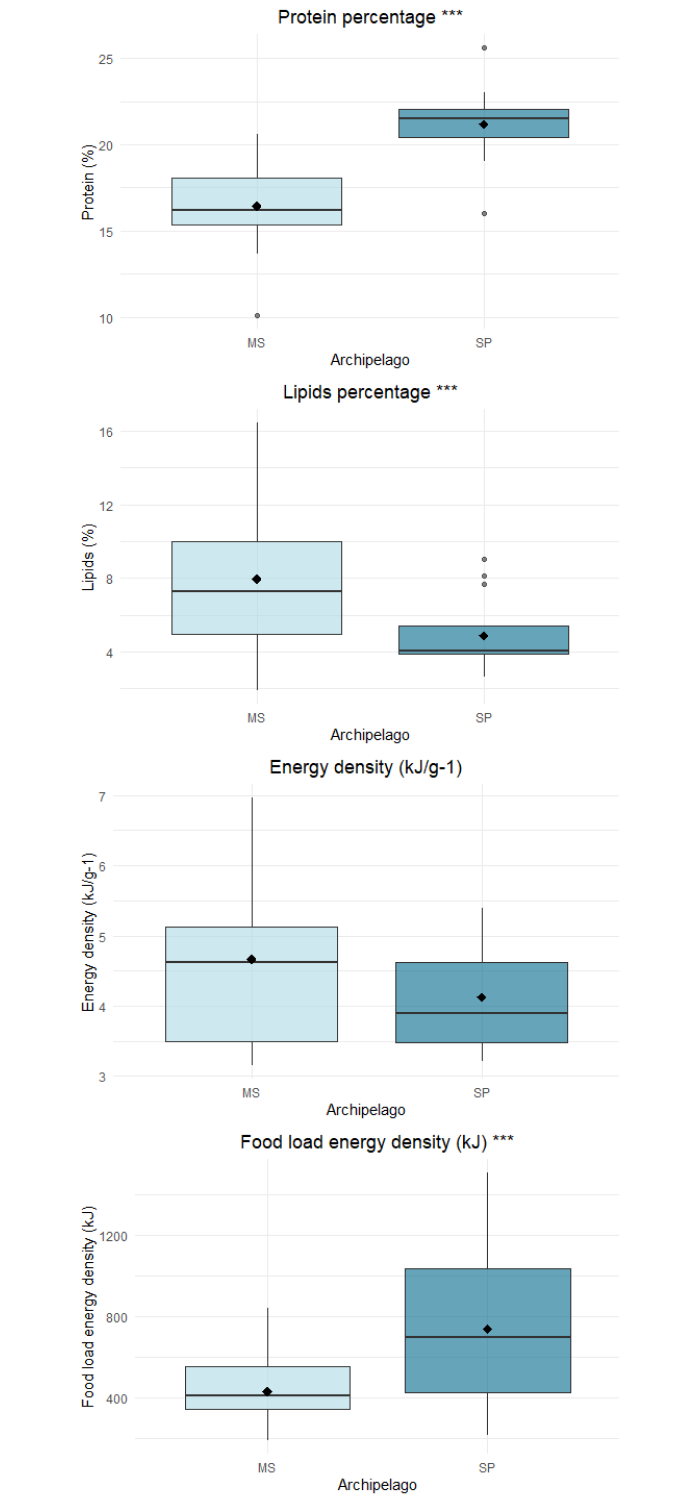 Protein percentage ***
Protein (%)
25
20
15
10
MS SP
Archipelago
Lipids percentage ***
Lipids (%)
16
12
8
4
MS SP
Archipelago
Energy density (kJ/g-1)
Energy density (kJ/g-1)
7
6
5
4
3
MS SP
Archipelago
Food load energy density (kJ) ***
Food load energy density (kJ)
1200
800
400
MS SP
Archipelago